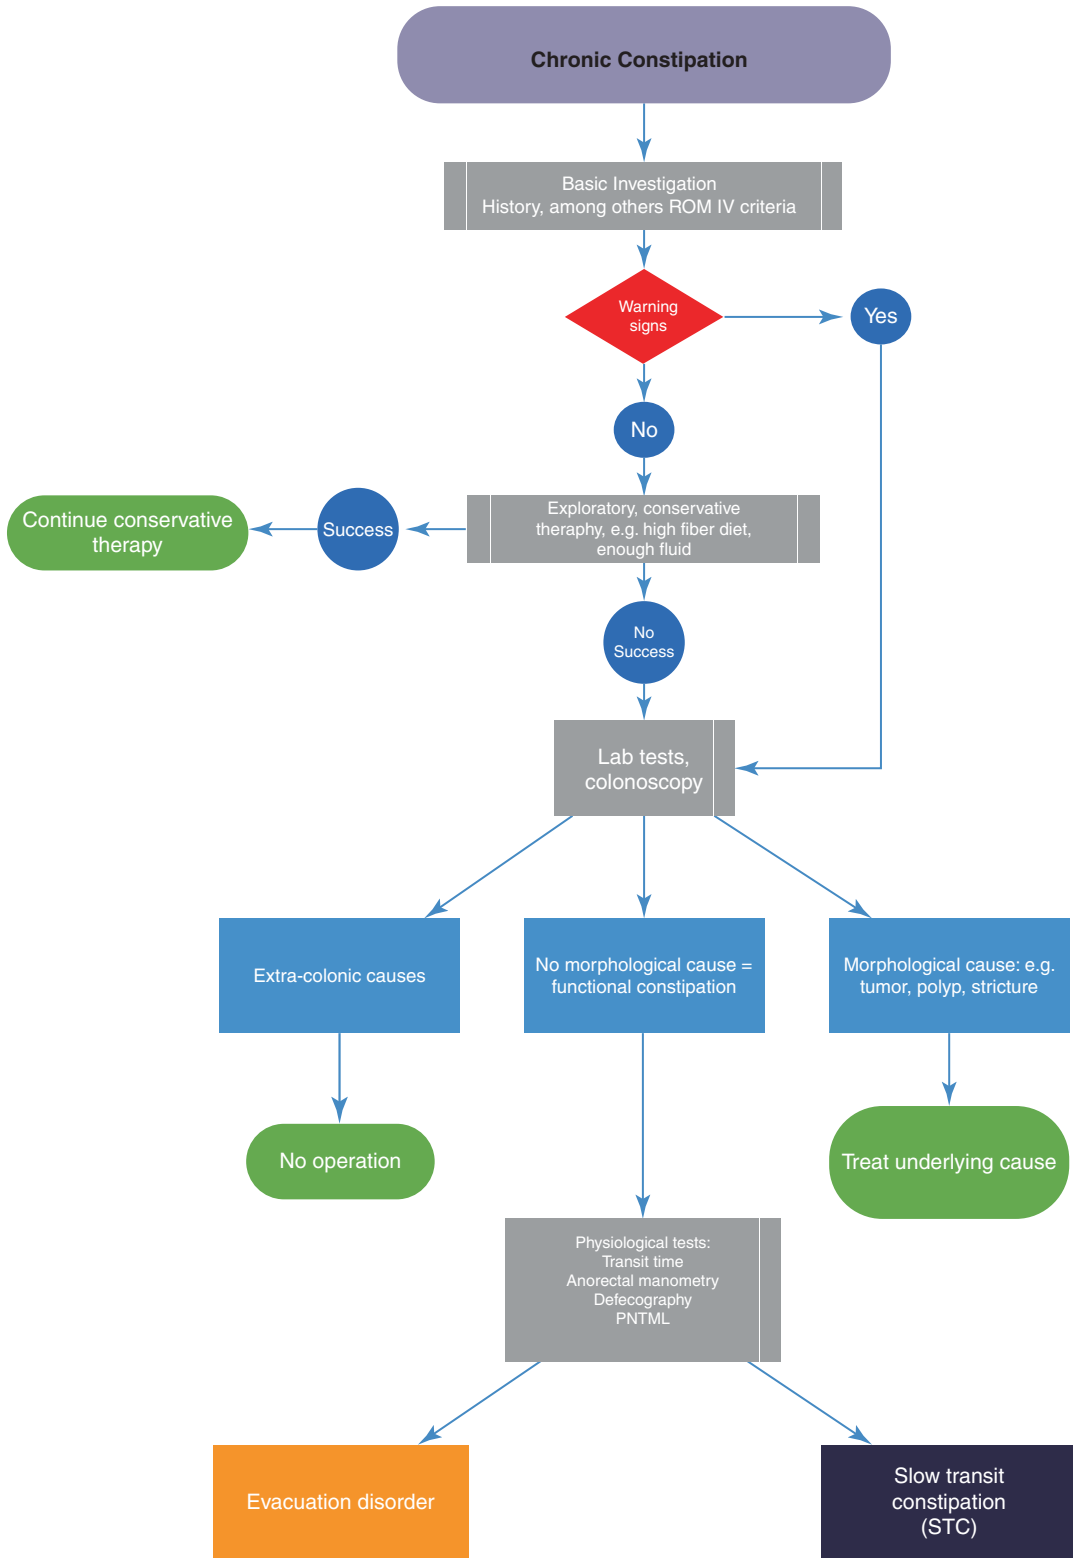 Chronic Constipation
Basic Investigation
History, among others ROM IV criteria
Warning
signs
Yes
No
Exploratory, conservative
theraphy, e.g. high fiber diet,
enough fluid
Success
Continue conservative
therapy
No
Success
Lab tests,
colonoscopy
Extra-colonic causes
No morphological cause =
functional constipation
Morphological cause: e.g.
tumor, polyp, stricture
No operation
Treat underlying cause
Physiological tests:
Transit time
Anorectal manometry
Defecography
PNTML
Evacuation disorder
Slow transit
constipation
(STC)